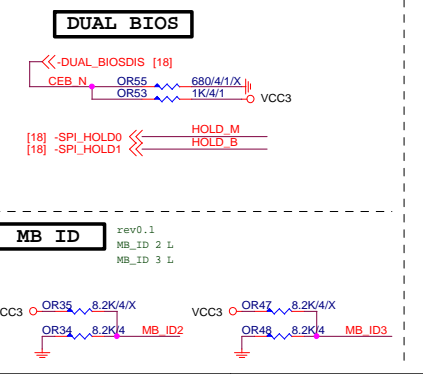 DUAL BIOS
-DUAL_BIOSDIS [18]
CEB_N OR55 680/4/1/X
OR53 1K/4/1 VCC3
[18] -SPI_HOLD0 HOLD_M
[18] -SPI_HOLD1 HOLD_B
MB ID
rev0.1
MB_ID 2 L
MB_ID 3 L
CC3 OR35 8.2K/4/X VCC3 OR47 8.2K/4/X
OR34 8.2K/4 MB_ID2 OR48 8.2K/4 MB_ID3